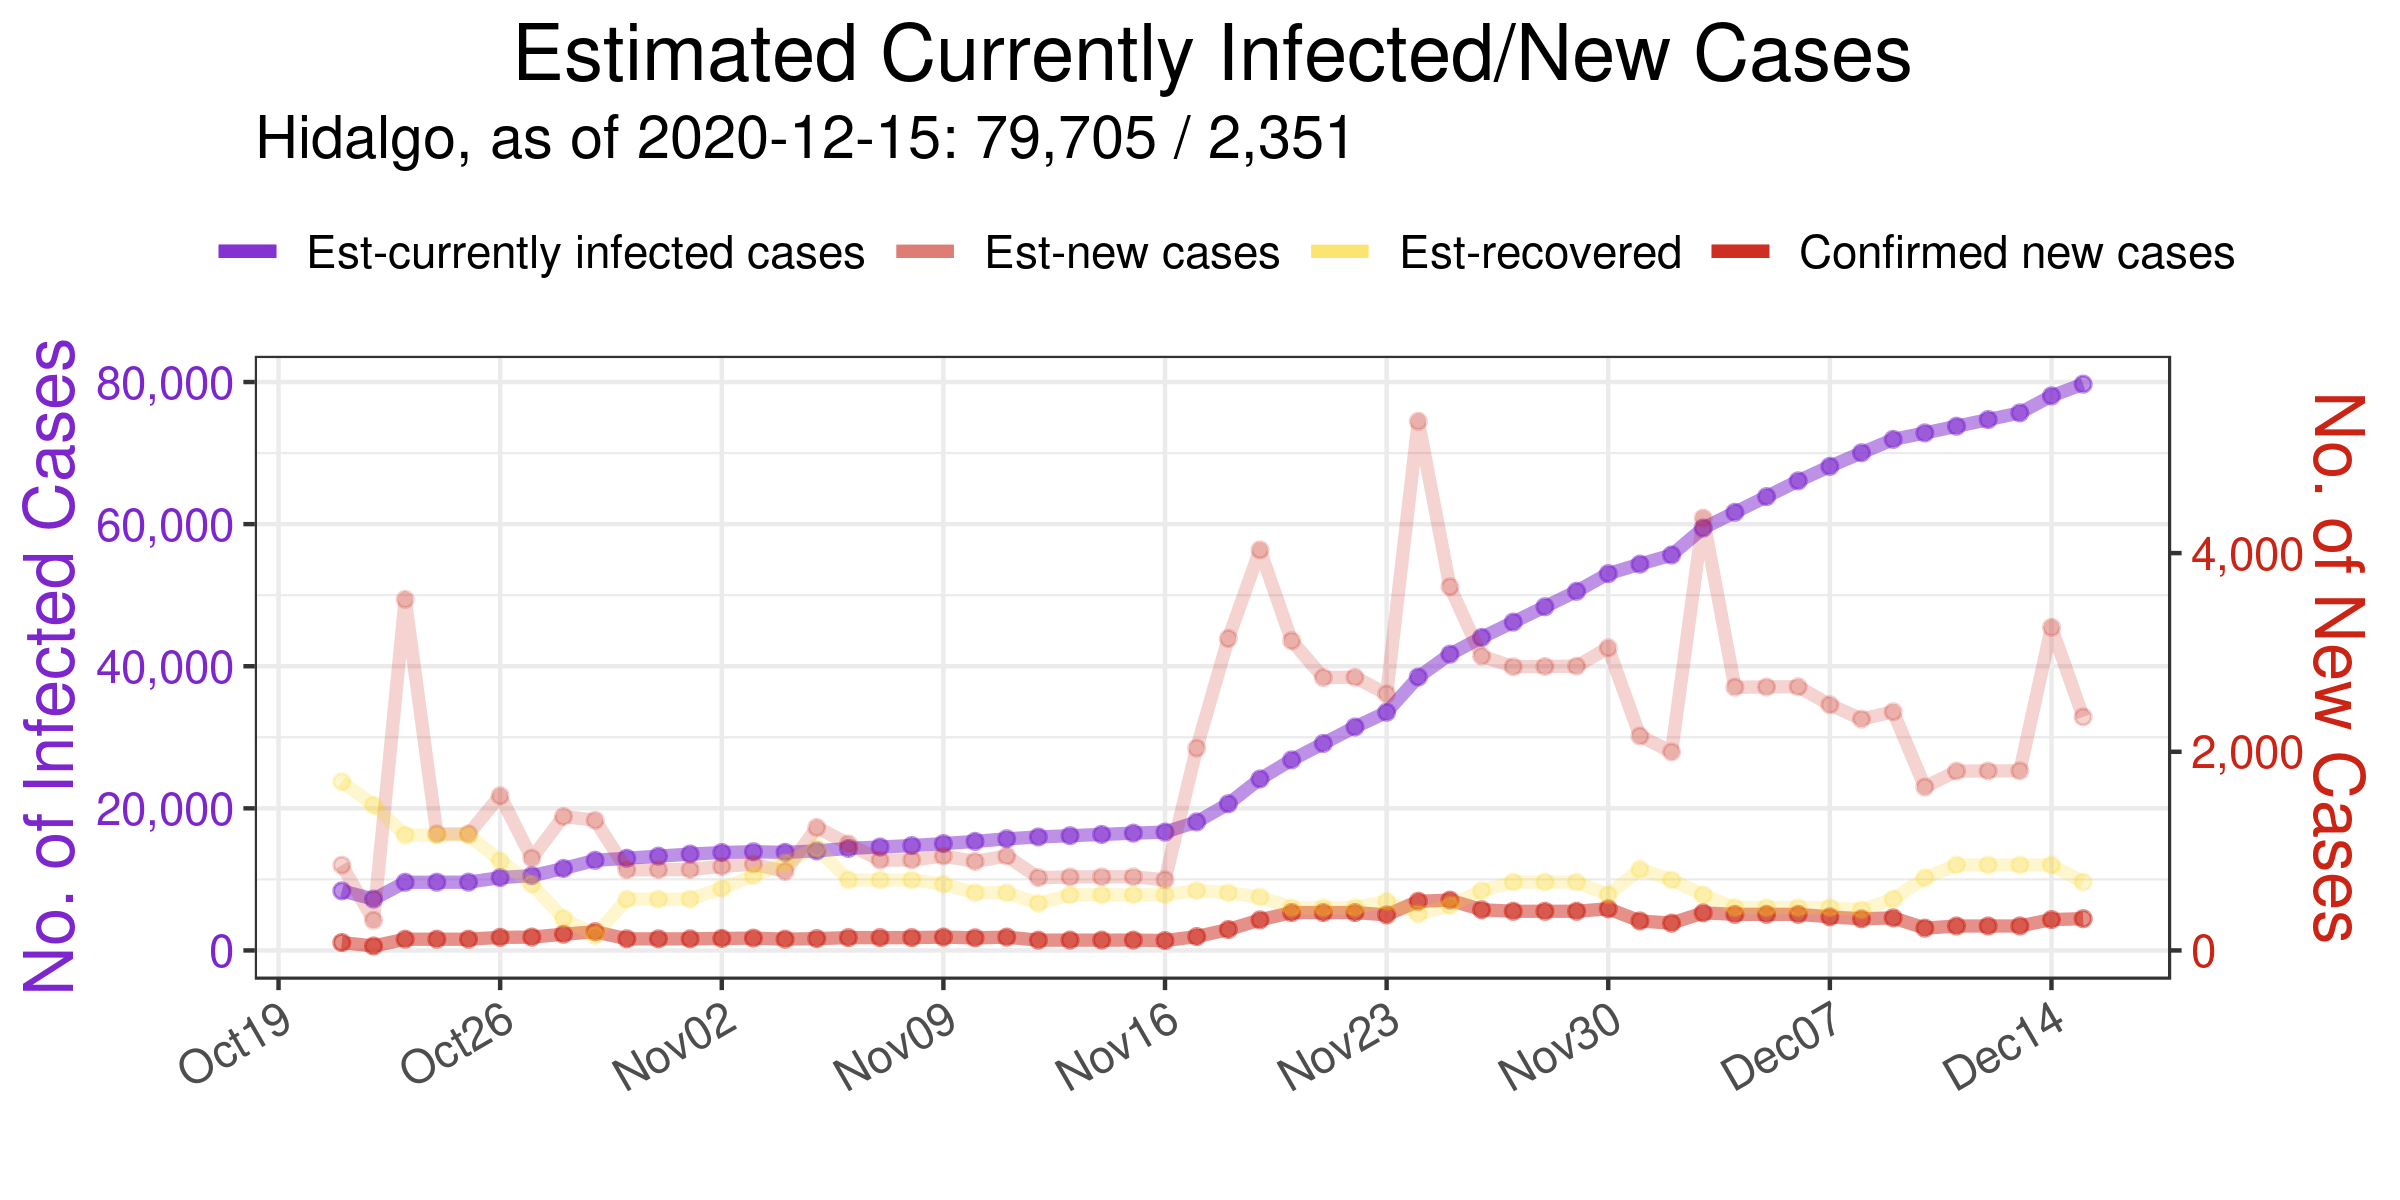 Estimated Currently Infected/New Cases
Hidalgo, as of 2020-12-15: 79,705 / 2,351
Est-currently infected cases Est-new cases Est-recovered Confirmed new cases
No. of Infected Cases
80,000
60,000
40,000
20,000
0
No. of New Cases
4,000
2,000
0
Oct19 Oct26 Nov02 Nov09 Nov16 Nov23 Nov30 Dec07 Dec14